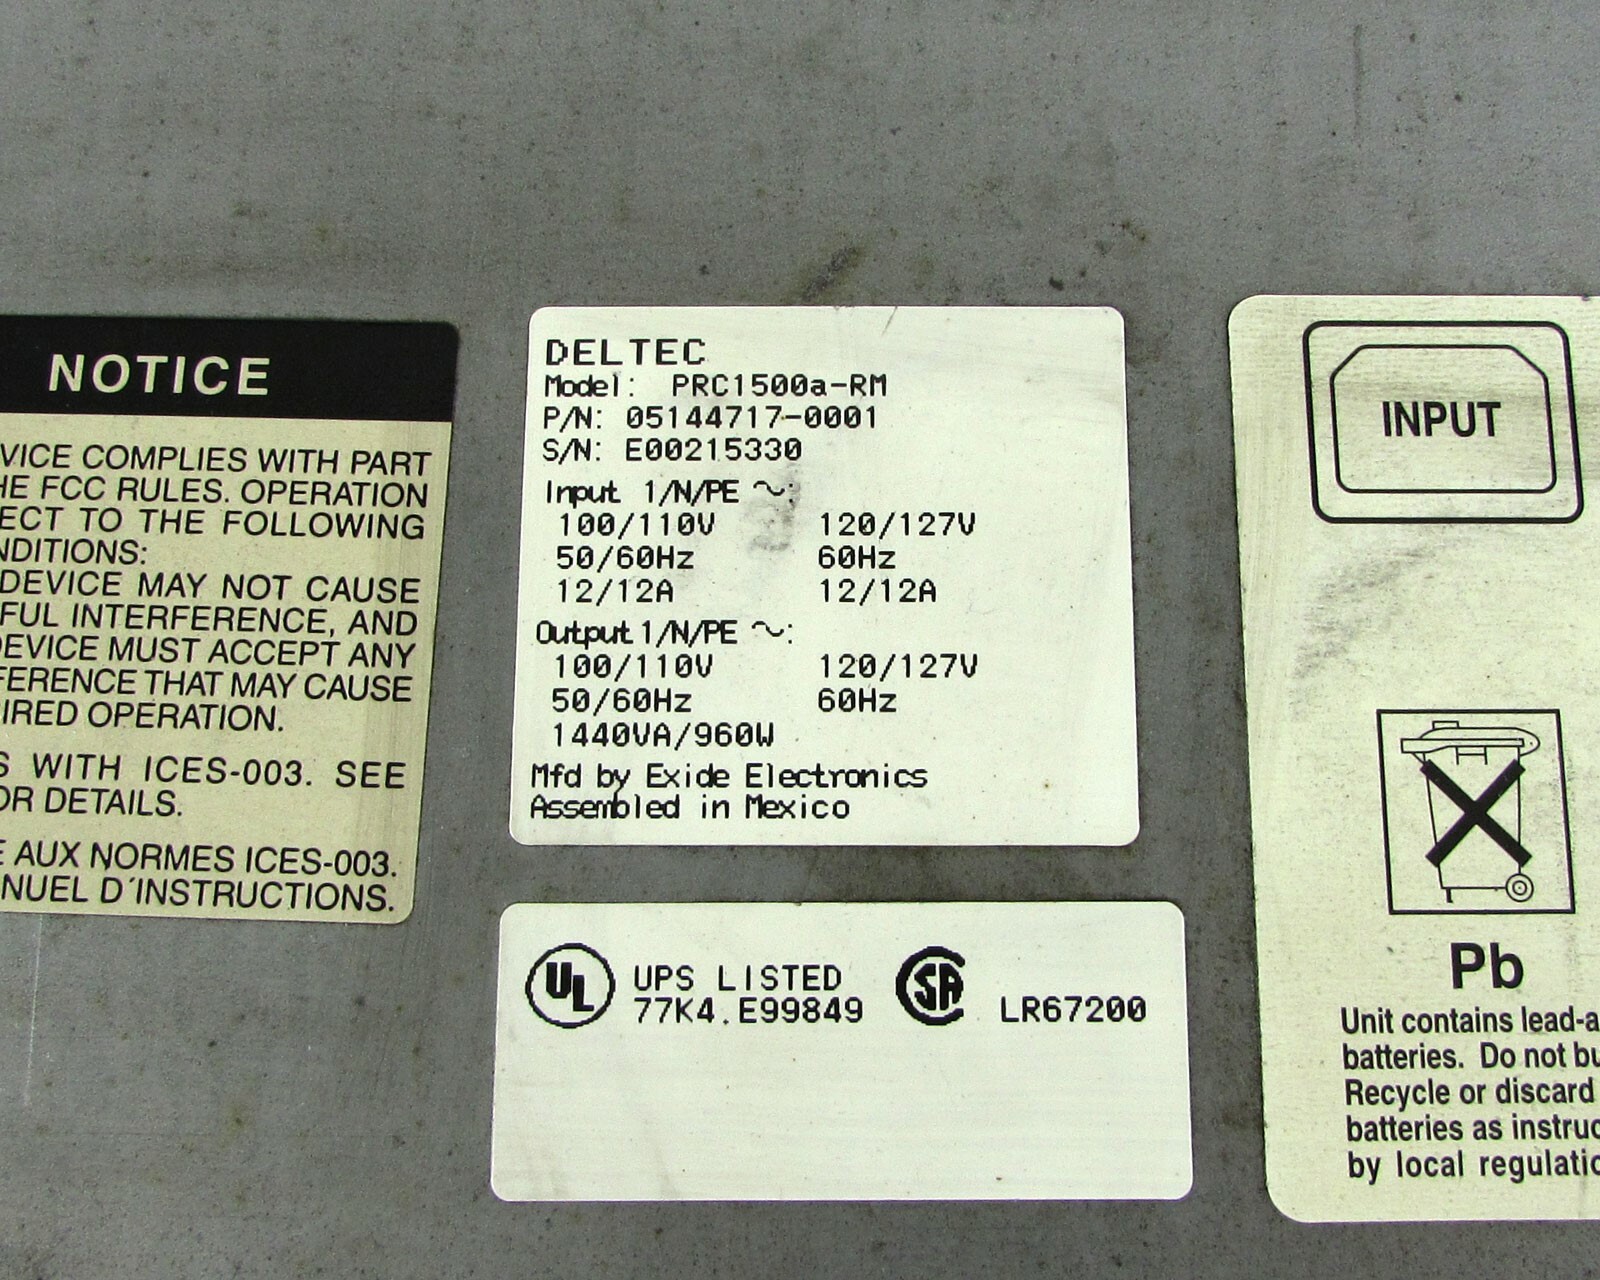 NOTICE
VICE COMPLIES WITH PART
HE FCC RULES. OPERATION
ECT TO THE FOLLOWING
NDITIONS:
DEVICE MAY NOT CAUSE
FUL INTERFERENCE, AND
DEVICE MUST ACCEPT ANY
FERENCE THAT MAY CAUSE
IRED OPERATION.
S WITH ICES-003. SEE
OR DETAILS.
E AUX NORMES ICES-003.
NUEL D'INSTRUCTIONS.
DELTEC
Model: PRC1500a-RM
P/N: 05144717-0001
S/N: E00215330
Input 1/N/PE ~:
100/110V 120/127V
50/60Hz 60Hz
12/12A 12/12A
Output 1/N/PE ~:
100/110V 120/127V
50/60Hz 60Hz
1440VA/960W
Mfd by Exide Electronics
Assembled in Mexico
UL UPS LISTED
77K4.E99849
SA LR67200
INPUT
Pb
Unit contains lead-a
batteries. Do not bu
Recycle or discard
batteries as instruc
by local regulatio